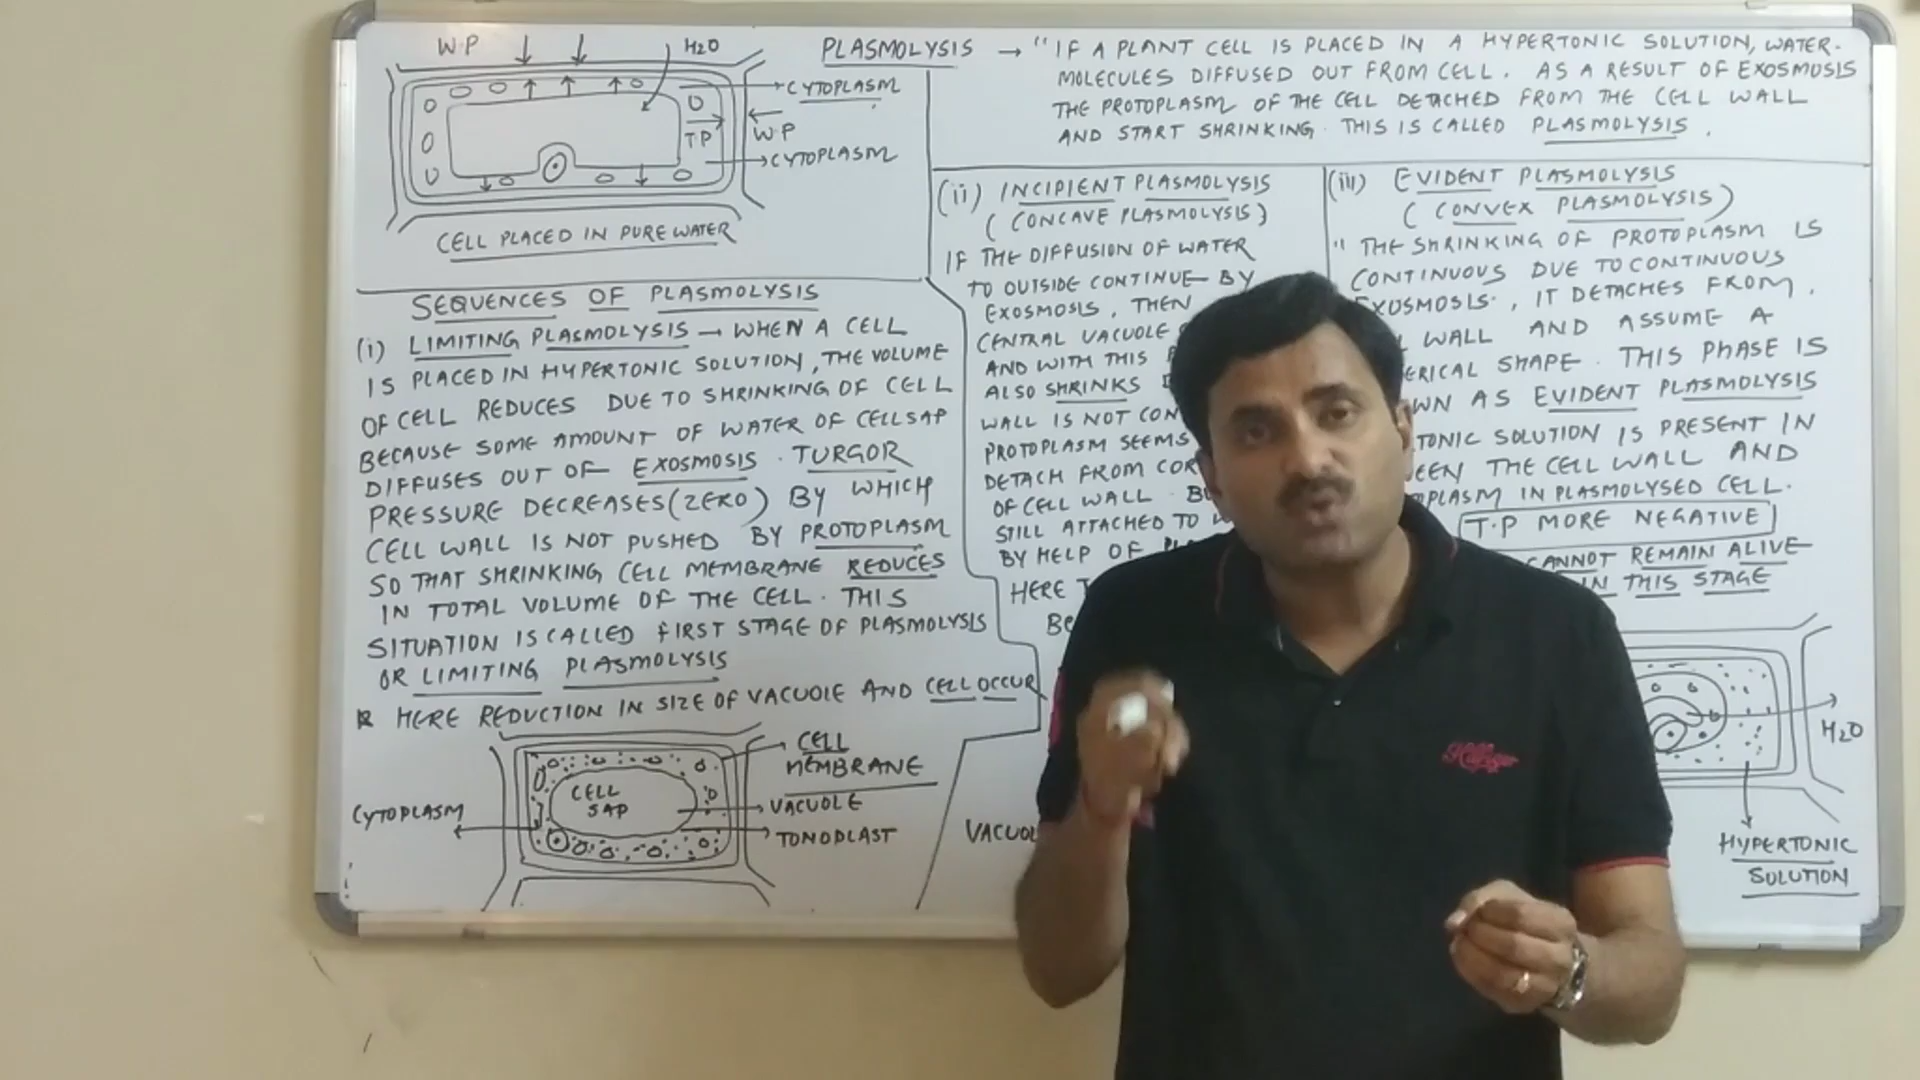 W.P
H2O
CYTOPLASM
TP
W.P
CYTOPLASM
CELL PLACED IN PURE WATER
PLASMOLYSIS → "IF A PLANT CELL IS PLACED IN A HYPERTONIC SOLUTION, WATER-
MOLECULES DIFFUSED OUT FROM CELL. AS A RESULT OF EXOSMOSIS
THE PROTOPLASM OF THE CELL DETACHED FROM THE CELL WALL
AND START SHRINKING. THIS IS CALLED PLASMOLYSIS.
SEQUENCES OF PLASMOLYSIS
(i) LIMITING PLASMOLYSIS → WHEN A CELL
IS PLACED IN HYPERTONIC SOLUTION, THE VOLUME
OF CELL REDUCES DUE TO SHRINKING OF CELL
BECAUSE SOME AMOUNT OF WATER OF CELLSAP
DIFFUSES OUT OF EXOSMOSIS. TURGOR
PRESSURE DECREASES (ZERO) BY WHICH
CELL WALL IS NOT PUSHED BY PROTOPLASM
SO THAT SHRINKING CELL MEMBRANE REDUCES
IN TOTAL VOLUME OF THE CELL. THIS
SITUATION IS CALLED FIRST STAGE OF PLASMOLYSIS
OR LIMITING PLASMOLYSIS
HERE REDUCTION IN SIZE OF VACUOLE AND CELL OCCUR
CELL
MEMBRANE
CELL
SAP
CYTOPLASM
VACUOLE
TONOPLAST
(ii) INCIPIENT PLASMOLYSIS
(CONCAVE PLASMOLYSIS)
IF THE DIFFUSION OF WATER
TO OUTSIDE CONTINUE BY
EXOSMOSIS, THEN
CENTRAL VACUOLE
AND WITH THIS
ALSO SHRINKS
WALL IS NOT
PROTOPLASM SEEMS
DETACH FROM
OF CELL WALL.
STILL ATTACHED TO
BY HELP OF
HERE
(iii) EVIDENT PLASMOLYSIS
(CONVEX PLASMOLYSIS)
"THE SHRINKING OF PROTOPLASM IS
CONTINUOUS DUE TO CONTINUOUS
EXOSMOSIS, IT DETACHES FROM
WALL AND ASSUME A
SHAPE. THIS PHASE IS
AS EVIDENT PLASMOLYSIS
SOLUTION IS PRESENT IN
THE CELL WALL AND
IN PLASMOLYSED CELL.
T.P MORE NEGATIVE
CANNOT REMAIN ALIVE
IN THIS STAGE
H2O
HYPERTONIC
SOLUTION